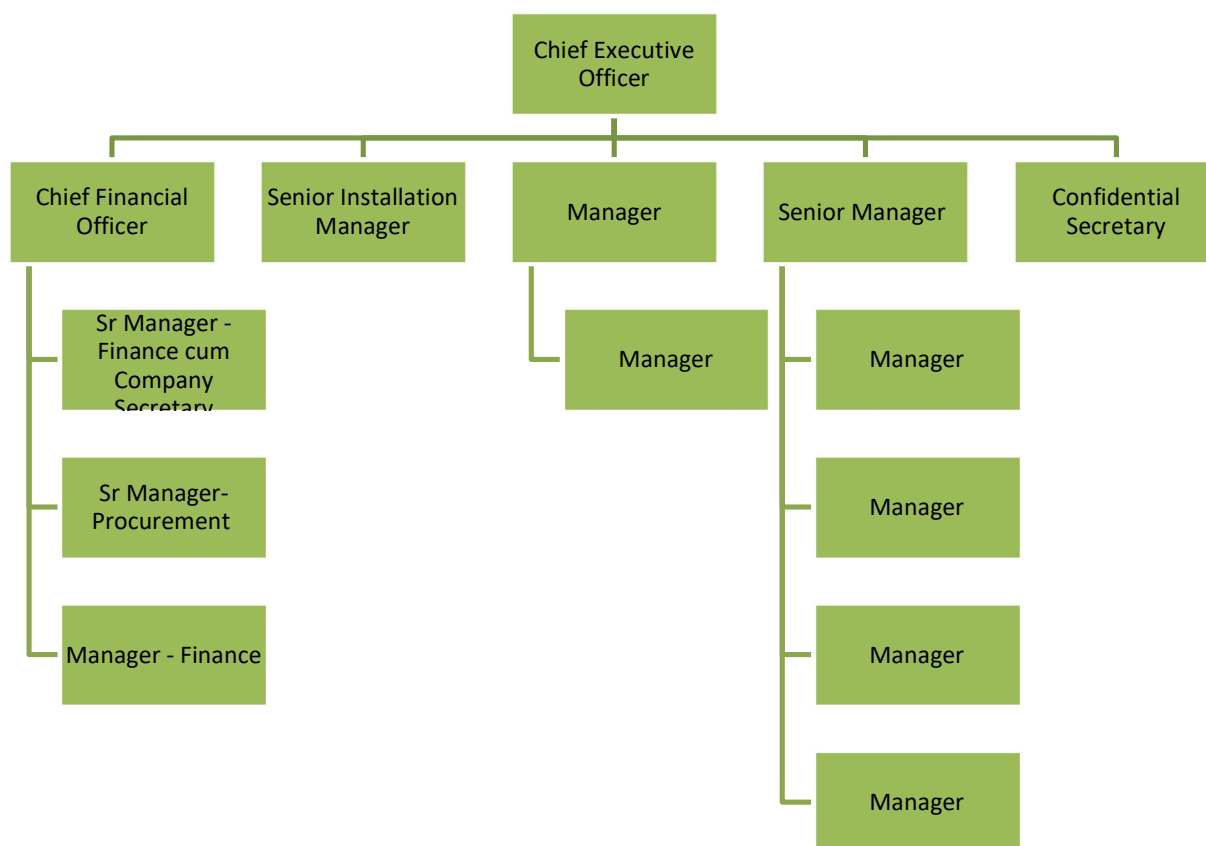 Chief Executive
Officer
Chief Financial
Officer
Senior Installation
Manager
Manager
Senior Manager
Confidential
Secretary
Sr Manager -
Finance cum
Company
Secretary
Manager
Manager
Sr Manager-
Procurement
Manager
Manager - Finance
Manager
Manager